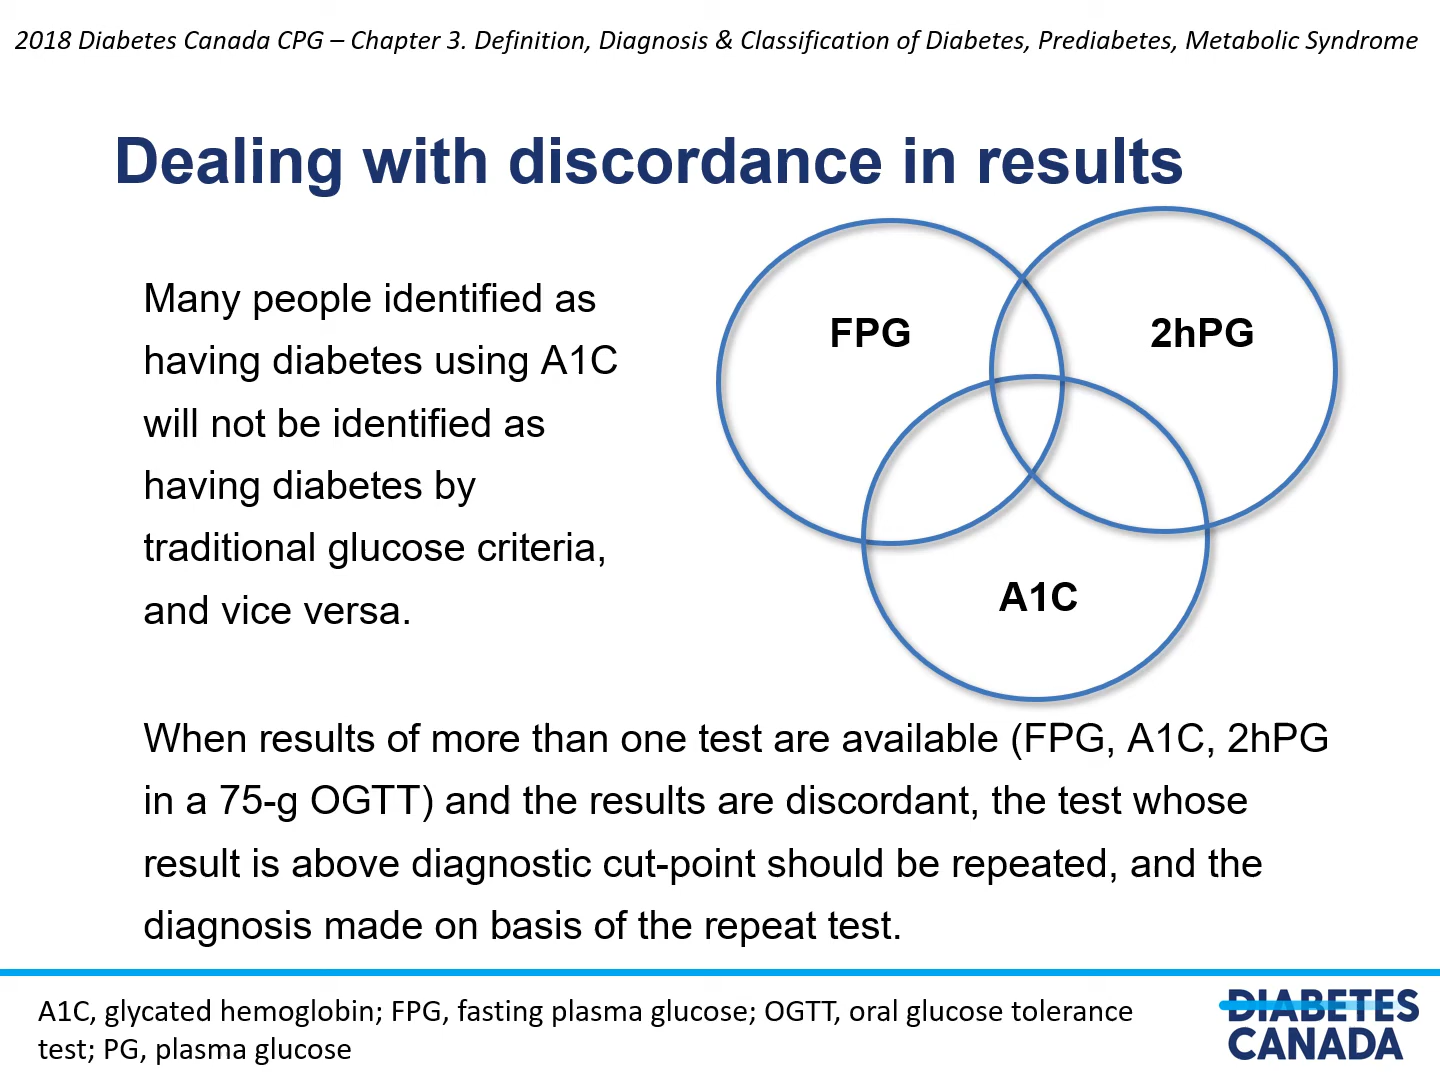 2018 Diabetes Canada CPG – Chapter 3. Definition, Diagnosis & Classification of Diabetes, Prediabetes, Metabolic Syndrome
Dealing with discordance in results
Many people identified as
having diabetes using A1C
will not be identified as
having diabetes by
traditional glucose criteria,
and vice versa.
FPG
2hPG
A1C
When results of more than one test are available (FPG, A1C, 2hPG
in a 75-g OGTT) and the results are discordant, the test whose
result is above diagnostic cut-point should be repeated, and the
diagnosis made on basis of the repeat test.
A1C, glycated hemoglobin; FPG, fasting plasma glucose; OGTT, oral glucose tolerance
test; PG, plasma glucose
DIABETES
CANADA